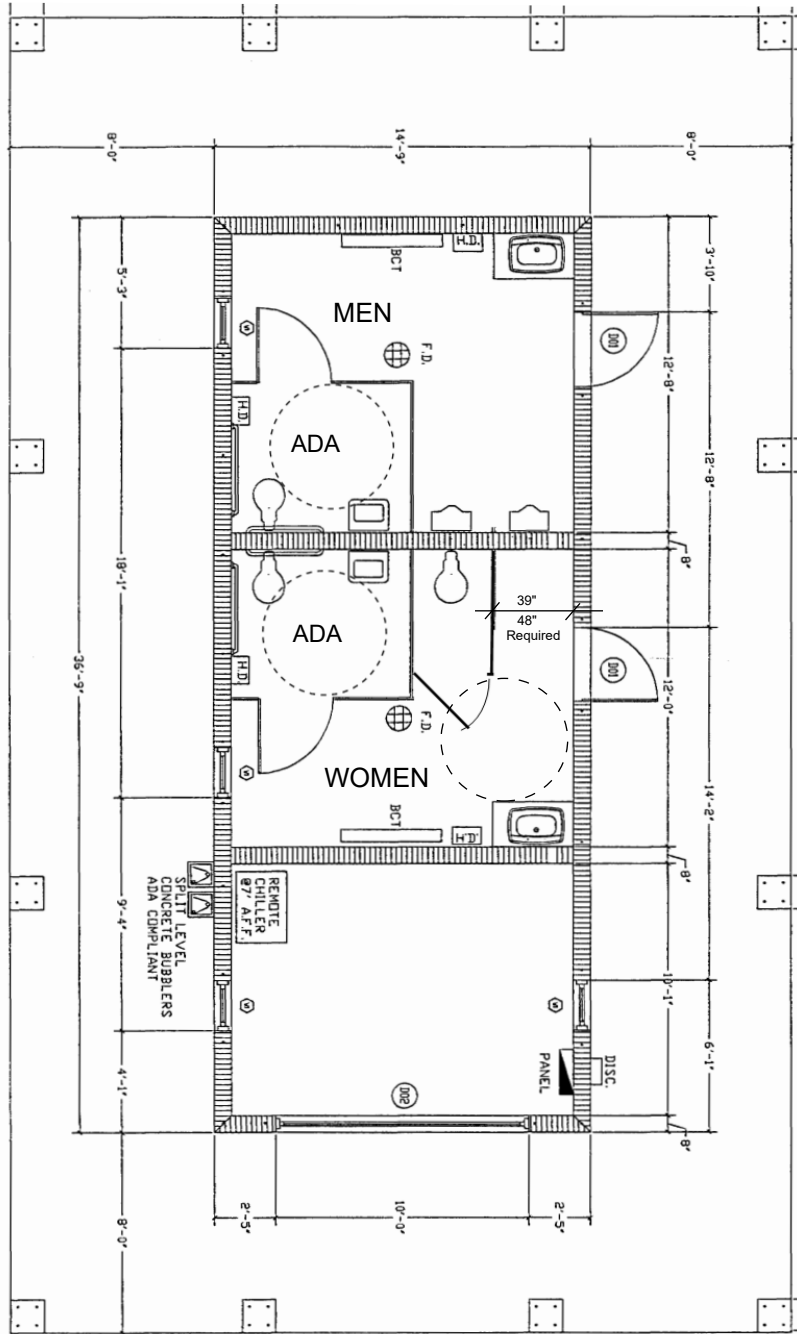 8'-0"
14'-9"
8'-0"
3'-10"
5'-3"
BCT
H.D.
MEN
F.D.
D01
12'-8"
12'-8"
H.D.
ADA
8"
18'-1"
36'-9"
39"
48"
Required
ADA
H.D.
D01
12'-0"
F.D.
WOMEN
14'-2"
BCT
H.D.
8"
SPLIT LEVEL
CONCRETE BUBBLERS
ADA COMPLIANT
REMOTE
CHILLER
@7' A.F.F.
9'-4"
10'-1"
6'-1"
DISC.
PANEL
D02
4'-1"
8"
2'-5"
10'-0"
2'-5"
8'-0"